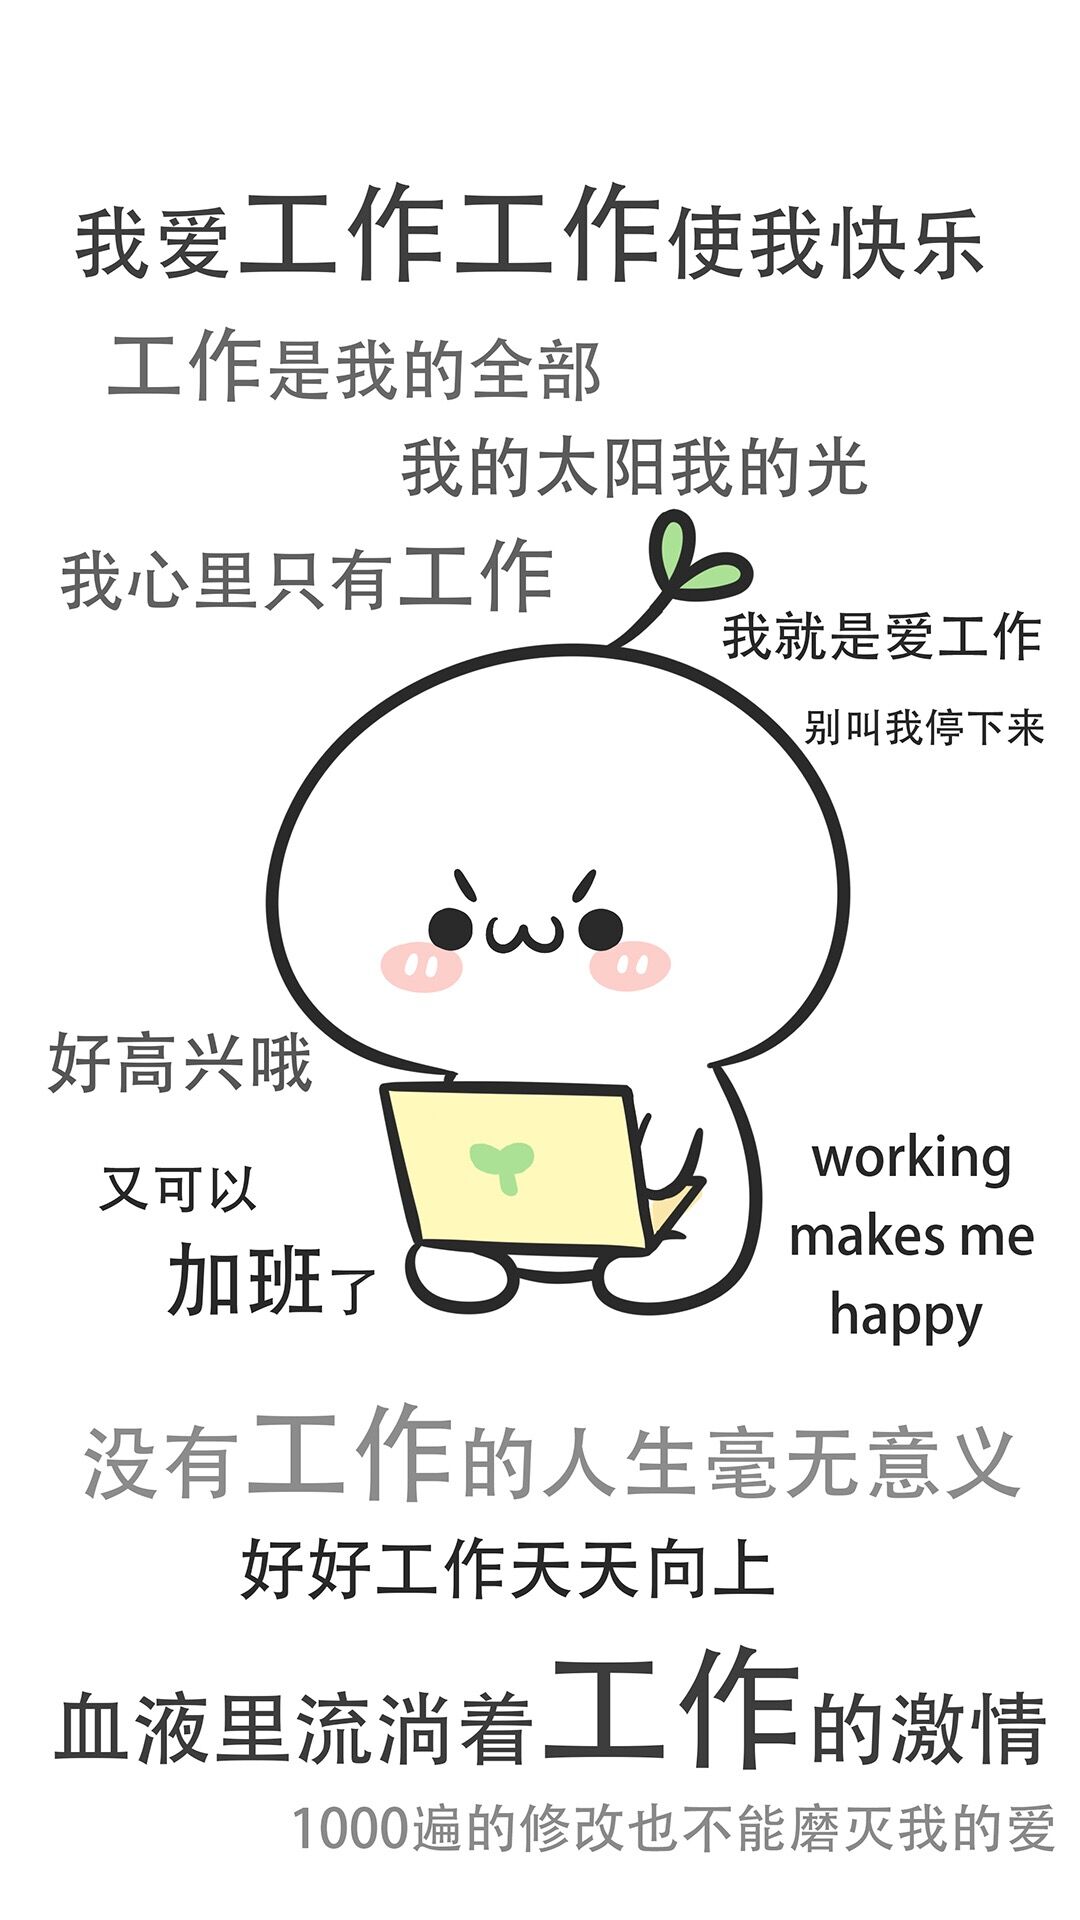 我爱工作工作使我快乐
工作是我的全部
我的太阳我的光
我心里只有工作
我就是爱工作
别叫我停下来
好高兴哦
又可以
加班了
working
makes me
happy
没有工作的人生毫无意义
好好工作天天向上
血液里流淌着工作的激情
1000遍的修改也不能磨灭我的爱